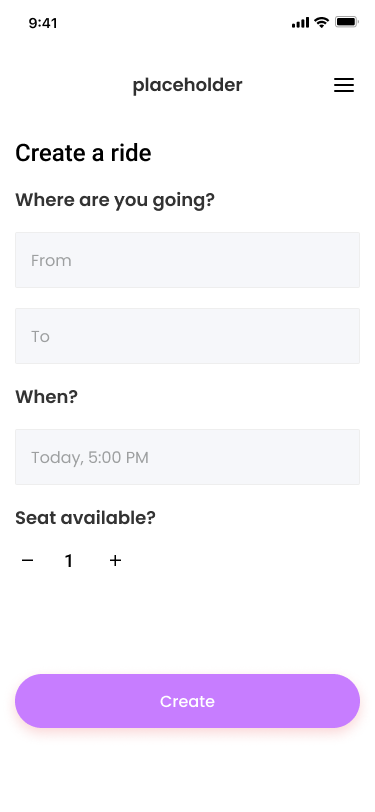 9:41
placeholder
Create a ride
Where are you going?
From
To
When?
Today, 5:00 PM
Seat available?
− 1 +
Create